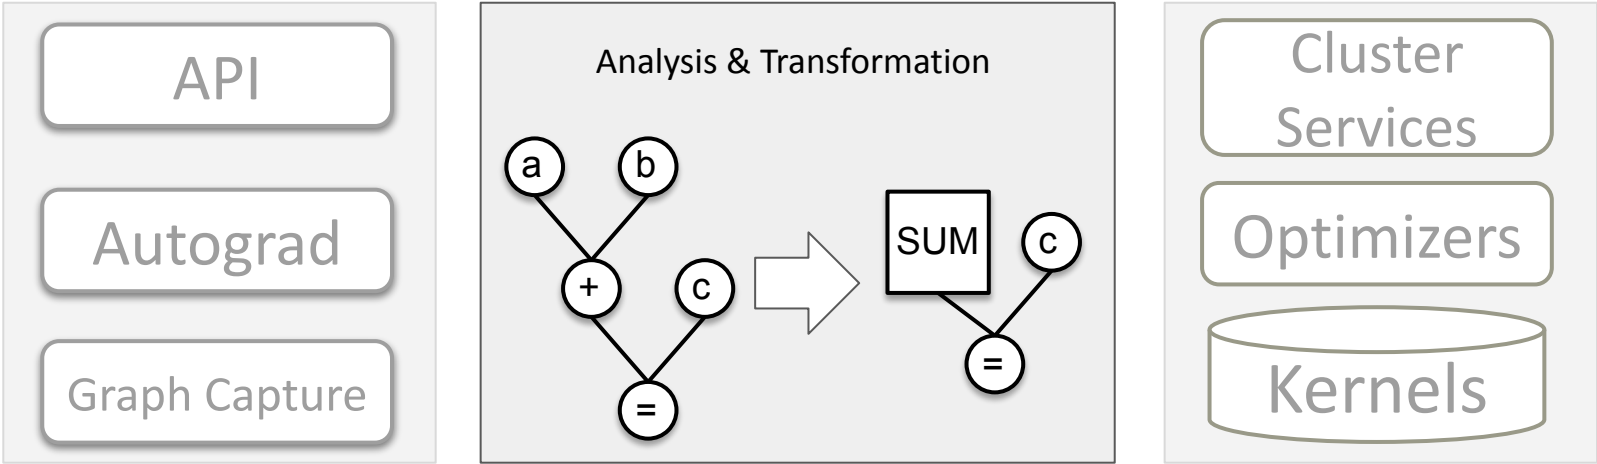 API
Autograd
Graph Capture
Analysis & Transformation
a
b
+
c
=
SUM
c
=
Cluster
Services
Optimizers
Kernels